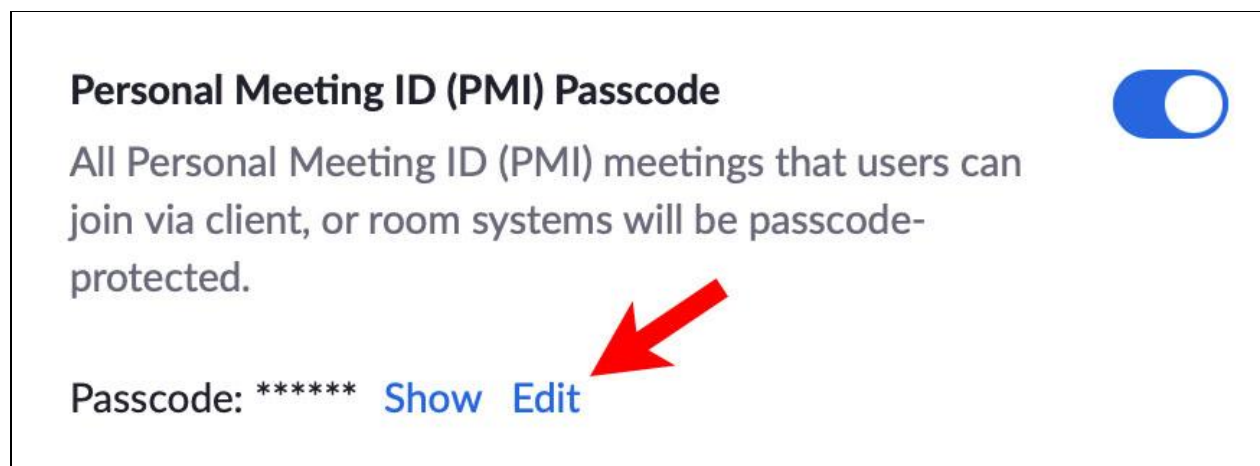 Personal Meeting ID (PMI) Passcode
All Personal Meeting ID (PMI) meetings that users can
join via client, or room systems will be passcode-
protected.
Passcode: ****** Show Edit